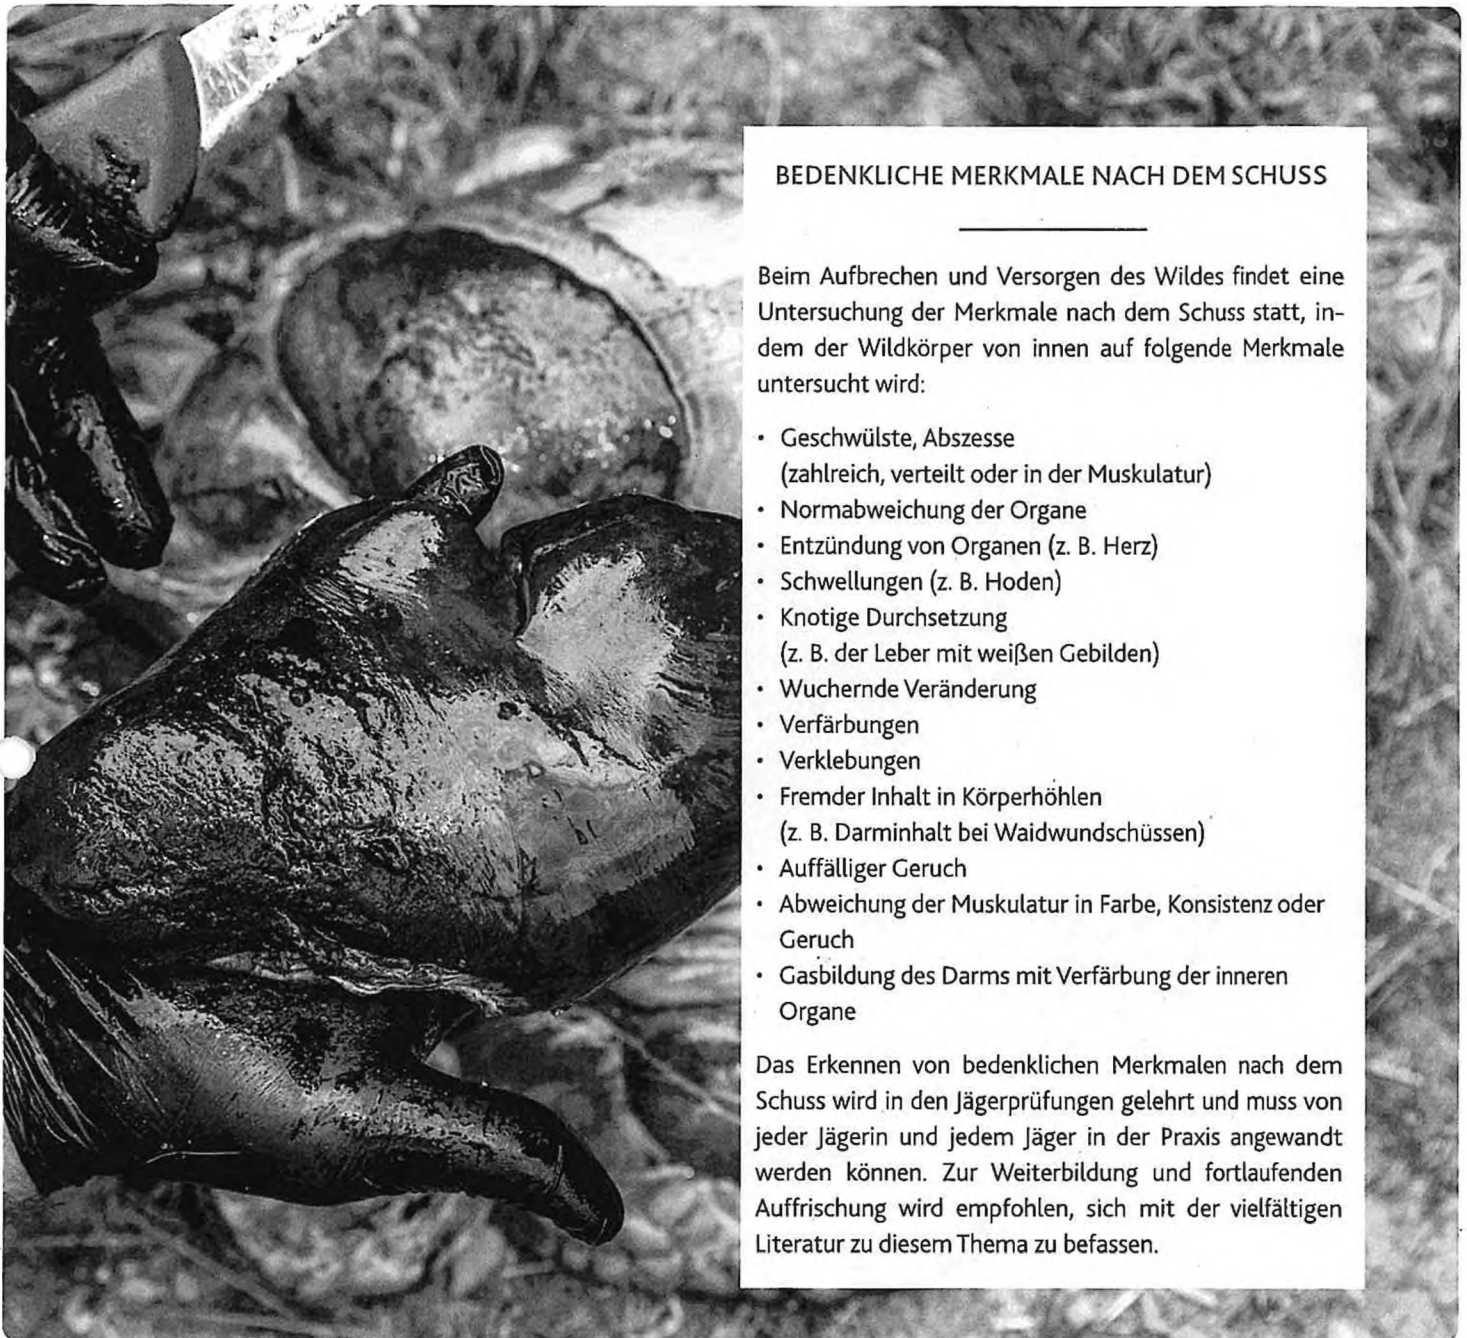 BEDENKLICHE MERKMALE NACH DEM SCHUSS
Beim Aufbrechen und Versorgen des Wildes findet eine
Untersuchung der Merkmale nach dem Schuss statt, in-
dem der Wildkörper von innen auf folgende Merkmale
untersucht wird:
• Geschwülste, Abszesse
(zahlreich, verteilt oder in der Muskulatur)
• Normabweichung der Organe
• Entzündung von Organen (z. B. Herz)
• Schwellungen (z. B. Hoden)
• Knotige Durchsetzung
(z. B. der Leber mit weißen Gebilden)
• Wuchernde Veränderung
• Verfärbungen
• Verklebungen
• Fremder Inhalt in Körperhöhlen
(z. B. Darminhalt bei Waidwundschüssen)
• Auffälliger Geruch
• Abweichung der Muskulatur in Farbe, Konsistenz oder
Geruch
• Gasbildung des Darms mit Verfärbung der inneren
Organe
Das Erkennen von bedenklichen Merkmalen nach dem
Schuss wird in den Jägerprüfungen gelehrt und muss von
jeder Jägerin und jedem Jäger in der Praxis angewandt
werden können. Zur Weiterbildung und fortlaufenden
Auffrischung wird empfohlen, sich mit der vielfältigen
Literatur zu diesem Thema zu befassen.